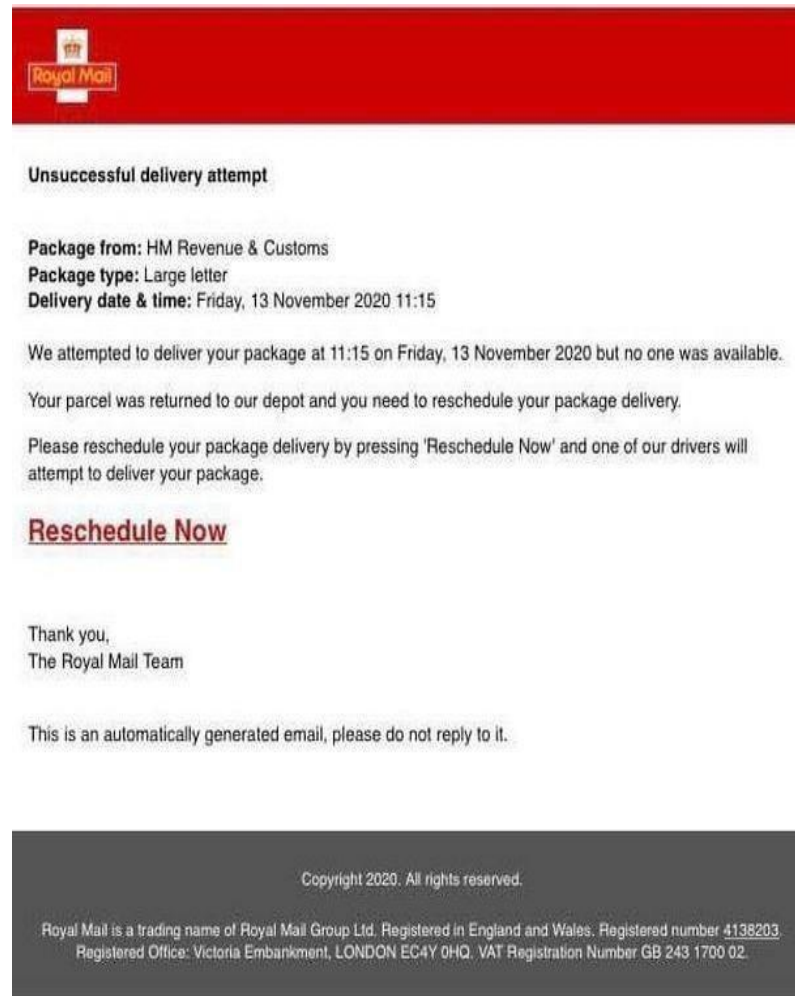 Royal Mail
Unsuccessful delivery attempt
Package from: HM Revenue & Customs
Package type: Large letter
Delivery date & time: Friday, 13 November 2020 11:15
We attempted to deliver your package at 11:15 on Friday, 13 November 2020 but no one was available.
Your parcel was returned to our depot and you need to reschedule your package delivery.
Please reschedule your package delivery by pressing 'Reschedule Now' and one of our drivers will
attempt to deliver your package.
Reschedule Now
Thank you,
The Royal Mail Team
This is an automatically generated email, please do not reply to it.
Copyright 2020. All rights reserved.
Royal Mail is a trading name of Royal Mail Group Ltd. Registered in England and Wales. Registered number 4138203.
Registered Office: Victoria Embankment, LONDON EC4Y 0HQ. VAT Registration Number GB 243 1700 02.